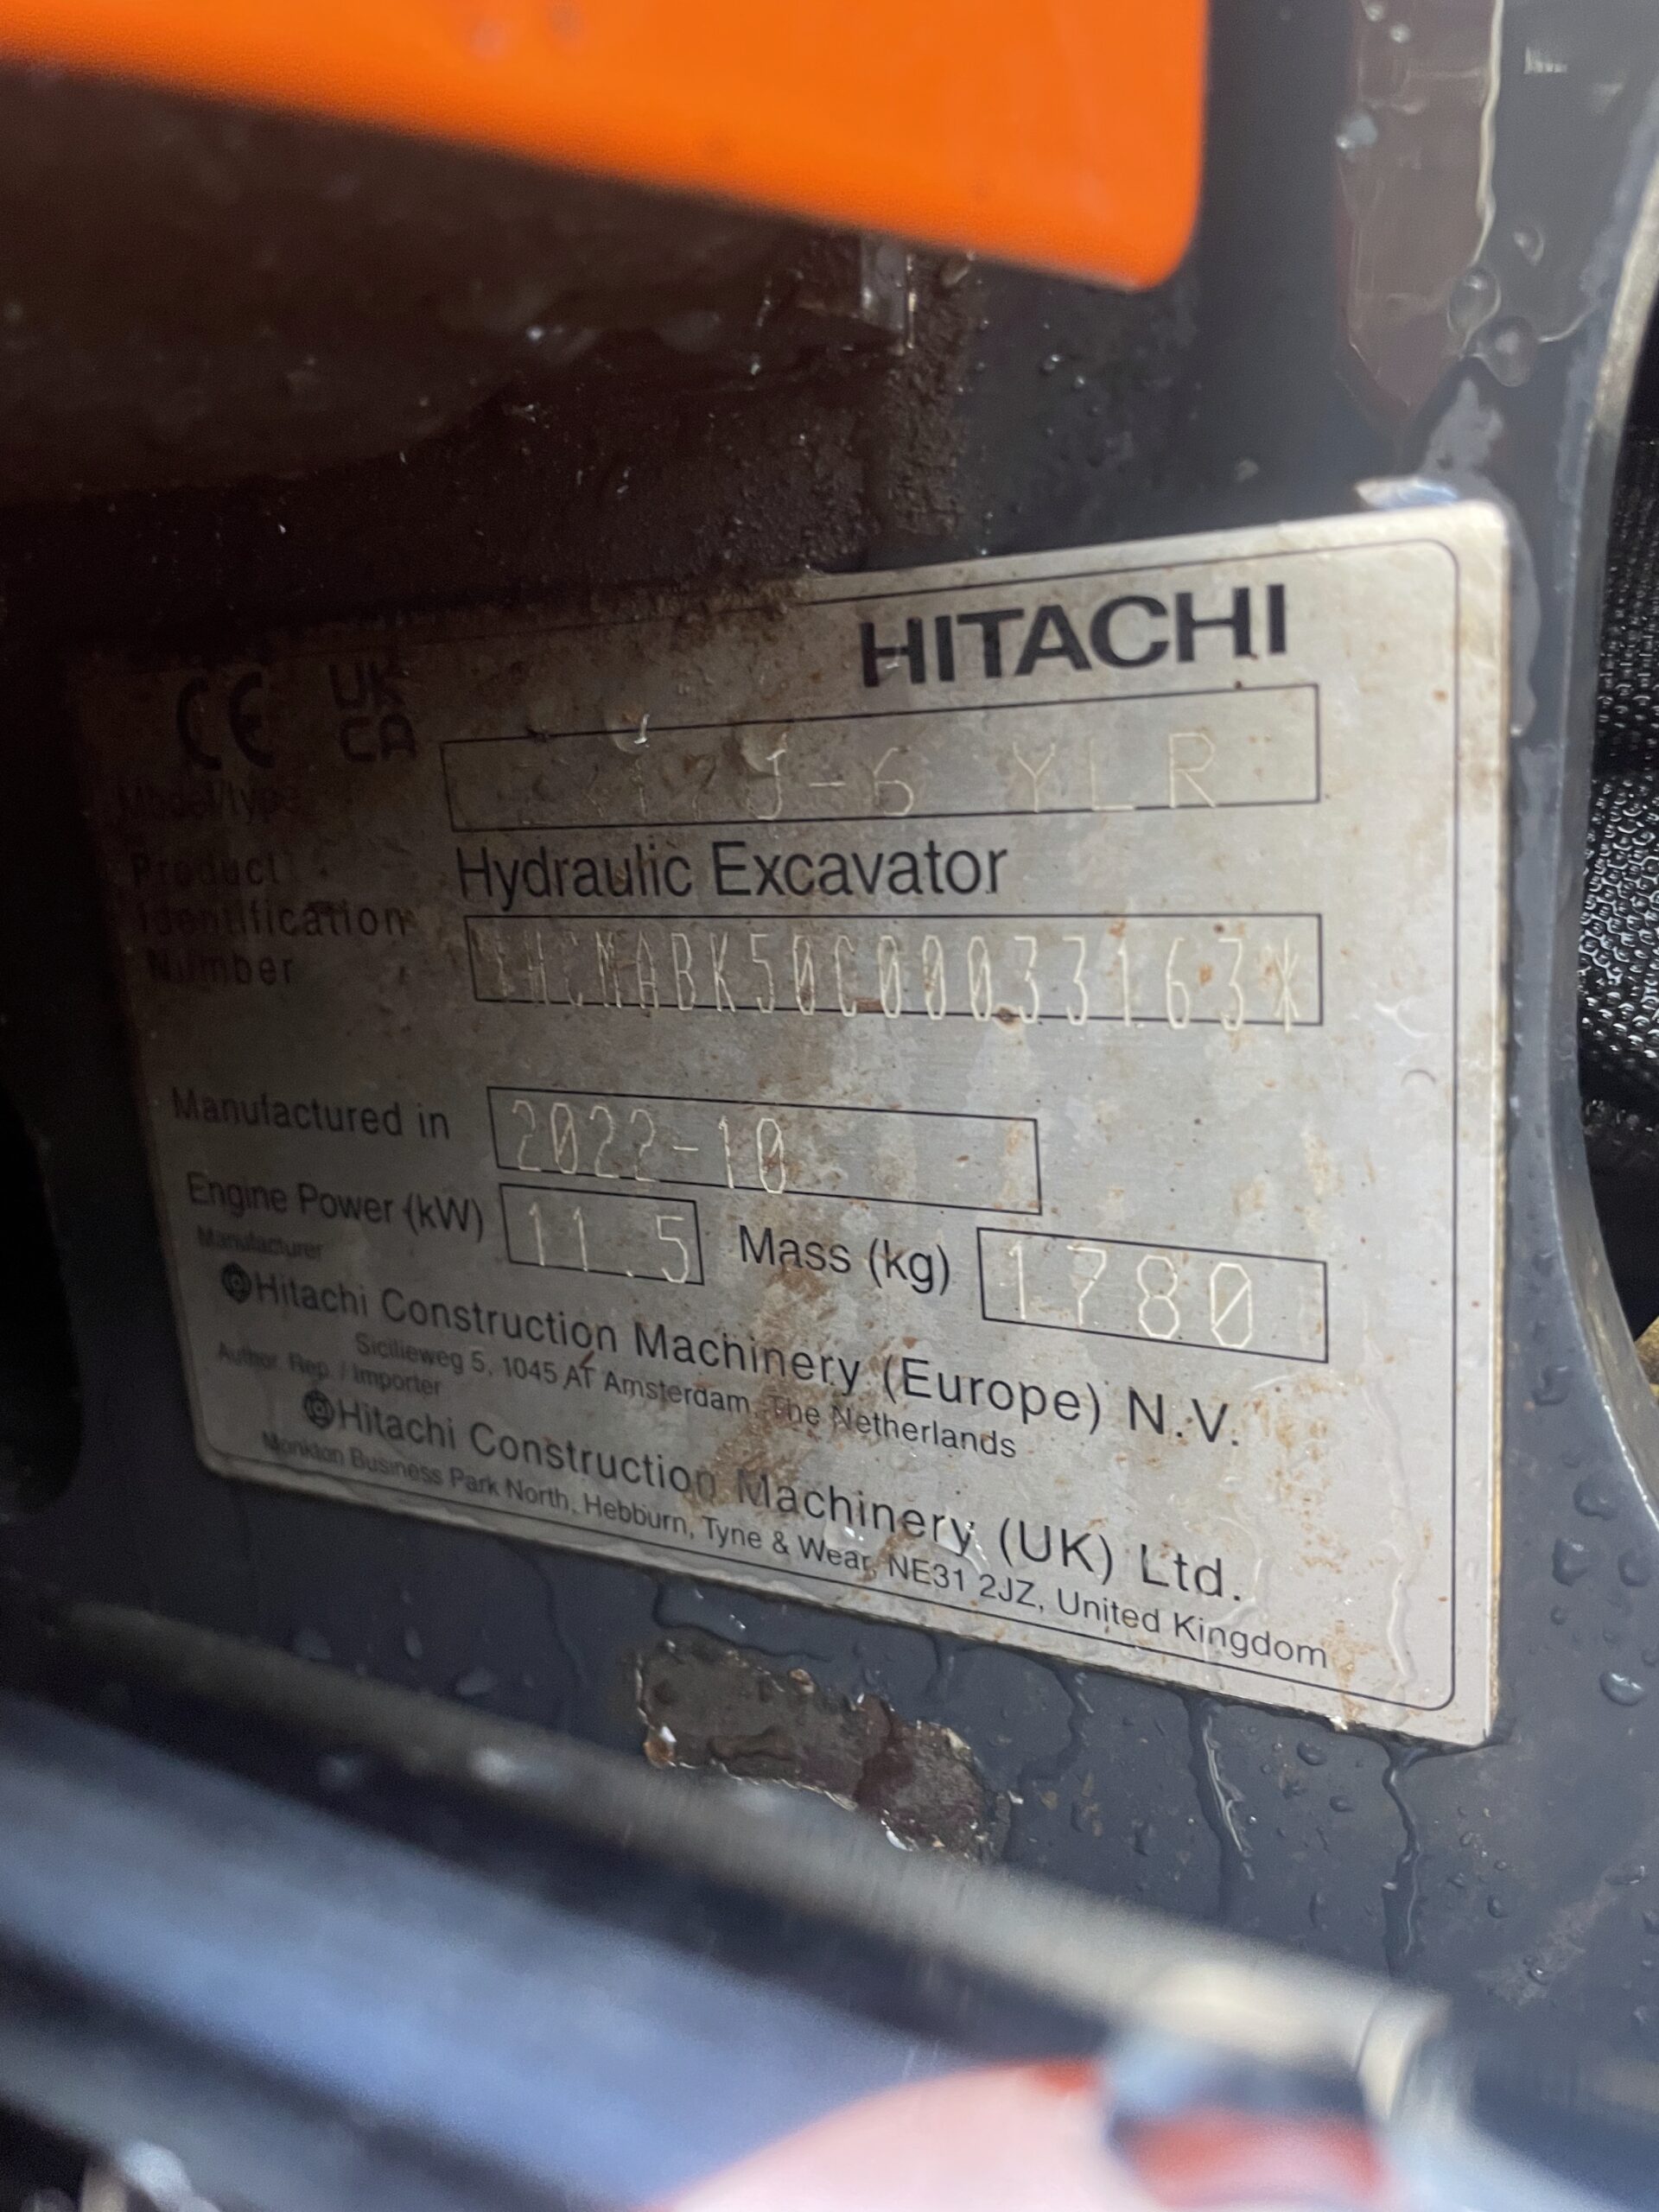 HITACHI
CE UK CA
Model/type J-6 YLR
Hydraulic Excavator
Product
Identification
Number
*HCMABK50C00033163*
Manufactured in 2022-10
Engine Power (kW) 11.5 Mass (kg) 1780
Manufacturer
Hitachi Construction Machinery (Europe) N.V.
Sicilieweg 5, 1045 AT Amsterdam, The Netherlands
Author. Rep. / Importer
Hitachi Construction Machinery (UK) Ltd.
Monkton Business Park North, Hebburn, Tyne & Wear, NE31 2JZ, United Kingdom